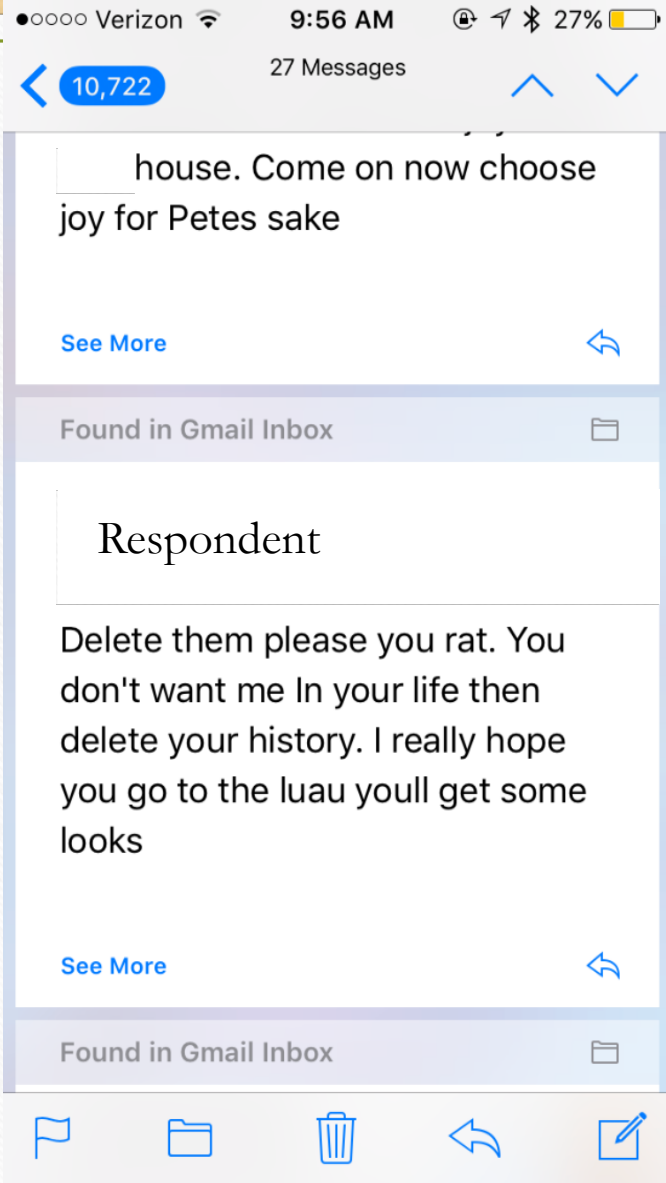 Verizon 9:56 AM 27%
10,722 27 Messages
house. Come on now choose
joy for Petes sake
See More
Found in Gmail Inbox
Respondent
Delete them please you rat. You
don't want me In your life then
delete your history. I really hope
you go to the luau youll get some
looks
See More
Found in Gmail Inbox